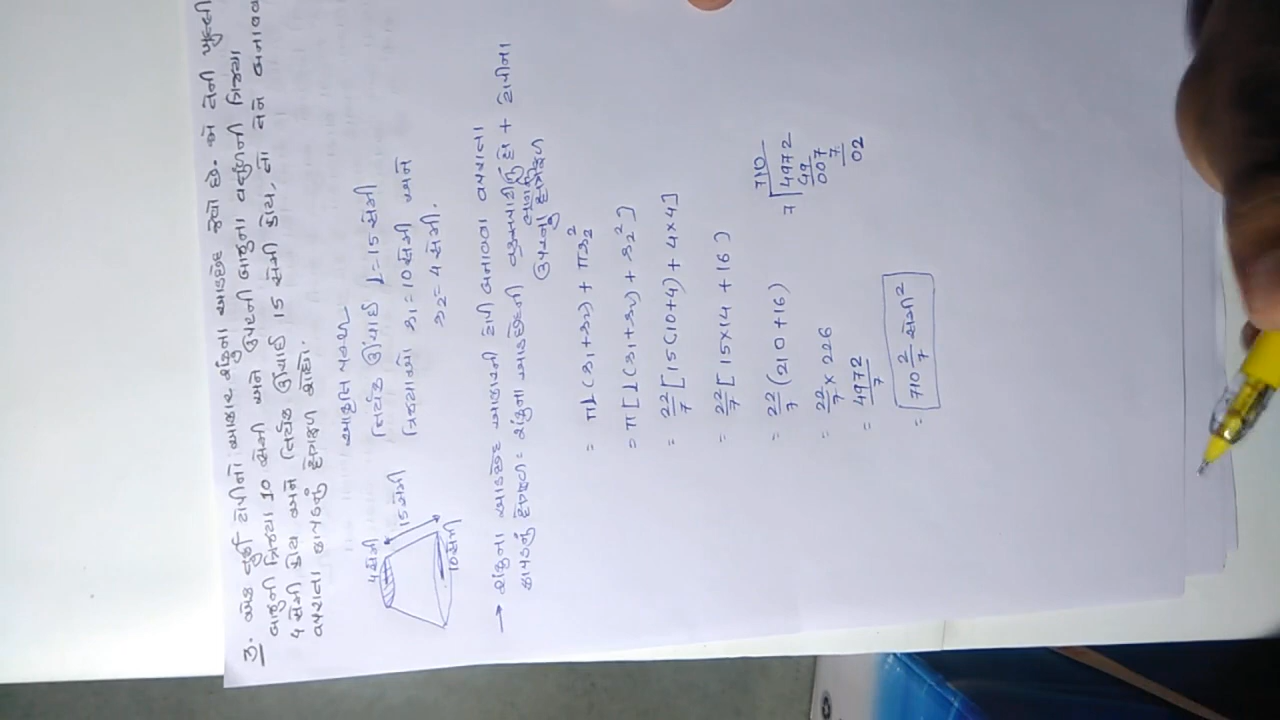 3. એક તુર્કી ટોપીનો આકાર શંકુના આડછેદ જેવો છે. જો તેની ખુલ્લી
બાજુની ત્રિજ્યા 10 સેમી અને ઉપરની બાજુના વર્તુળની ત્રિજ્યા
4 સેમી હોય અને તિર્યક ઊંચાઈ 15 સેમી હોય, તો તેને બનાવવા
વપરાતા કાપડનું ક્ષેત્રફળ શોધો.
4 સેમી
15 સેમી
10 સેમી
આકૃતિ પરથી
તિર્યક ઊંચાઈ L = 15 સેમી
ત્રિજ્યાઓ r₁ = 10 સેમી અને
r₂ = 4 સેમી.
→ શંકુના આડછેદ આકારની ટોપી બનાવવા વપરાતા
કાપડનું ક્ષેત્રફળ = શંકુના આડછેદની વક્રસપાટીનું ક્ષે + ટોપીના
ઉપરના ભાગનું ક્ષેત્રફળ
= πL(r₁+r₂) + πr₂²
= π[L(r₁+r₂) + r₂²]
= 22/7 [15(10+4) + 4×4]
= 22/7 [15×14 + 16]
= 22/7 (210+16)
= 22/7 × 226
= 4972/7
= 710 2/7 સેમી²
710
7 4972
49
007
7
02